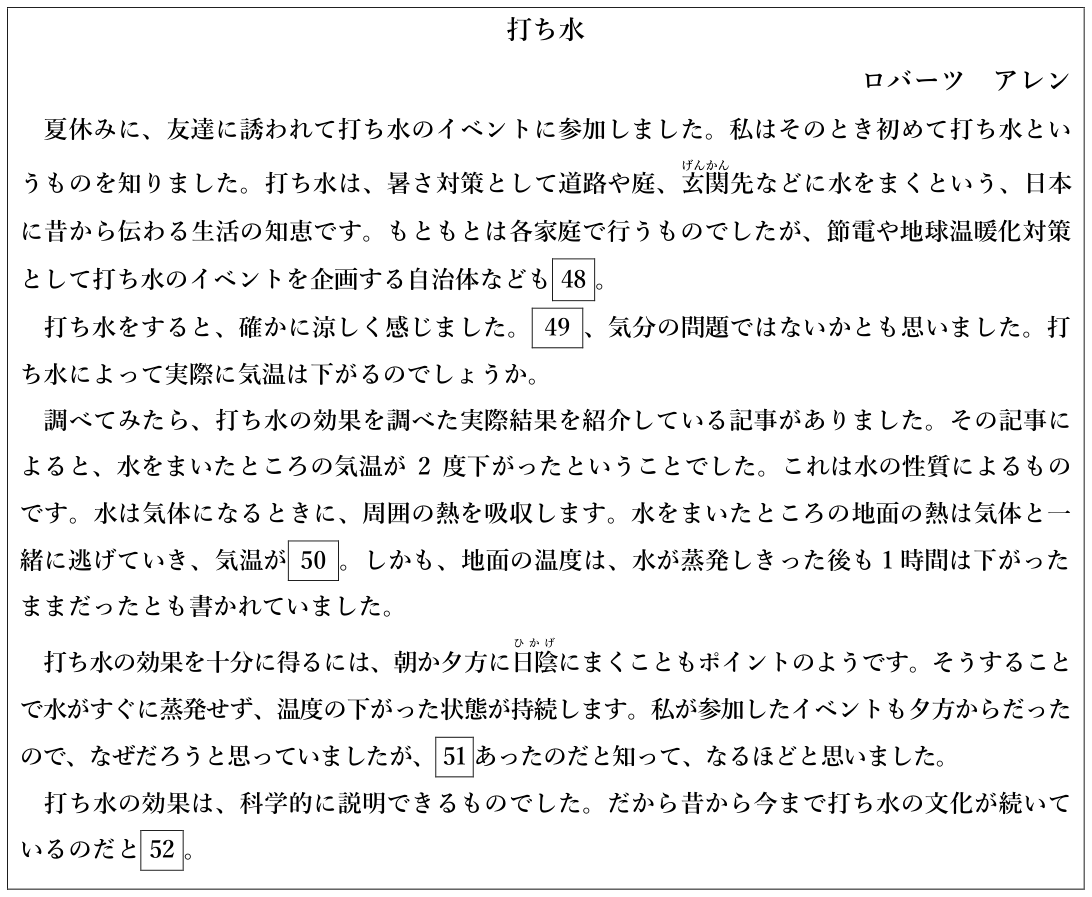 打ち水
ロバーツ　アレン
夏休みに、友達に誘われて打ち水のイベントに参加しました。私はそのとき初めて打ち水とい
げんかん
うものを知りました。打ち水は、暑さ対策として道路や庭、玄関先などに水をまくという、日本
に昔から伝わる生活の知恵です。もともとは各家庭で行うものでしたが、節電や地球温暖化対策
として打ち水のイベントを企画する自治体なども 48 。
打ち水をすると、確かに涼しく感じました。 49 、気分の問題ではないかとも思いました。打
ち水によって実際に気温は下がるのでしょうか。
調べてみたら、打ち水の効果を調べた実際結果を紹介している記事がありました。その記事に
よると、水をまいたところの気温が 2 度下がったということでした。これは水の性質によるもの
です。水は気体になるときに、周囲の熱を吸収します。水をまいたところの地面の熱は気体と一
緒に逃げていき、気温が 50 。しかも、地面の温度は、水が蒸発しきった後も 1 時間は下がった
ままだったとも書かれていました。
ひかげ
打ち水の効果を十分に得るには、朝か夕方に日陰にまくこともポイントのようです。そうすること
で水がすぐに蒸発せず、温度の下がった状態が持続します。私が参加したイベントも夕方からだった
ので、なぜだろうと思っていましたが、 51 あったのだと知って、なるほどと思いました。
打ち水の効果は、科学的に説明できるものでした。だから昔から今まで打ち水の文化が続いて
いるのだと 52 。